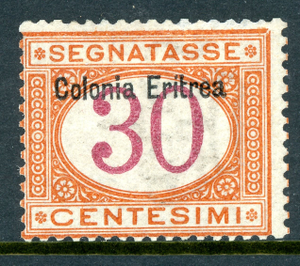 SEGNATASSE
Colonia Eritrea
30
CENTESIMI